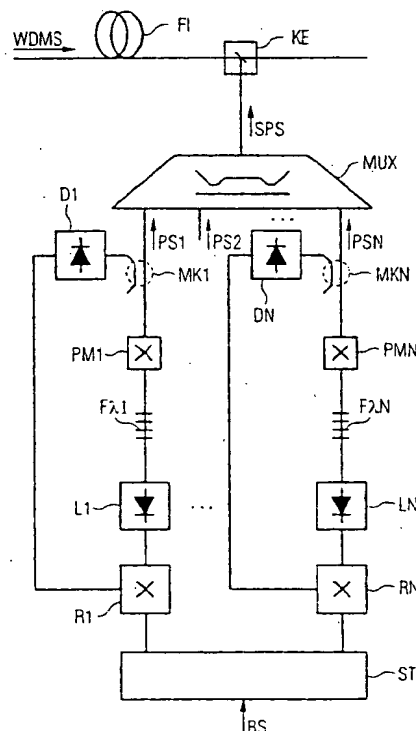 WDMS
FI
KE
SPS
MUX
D1
PS1
PS2
...
PSN
MK1
DN
MKN
PM1
PMN
Fλ1
FλN
L1
...
LN
R1
RN
ST
BS